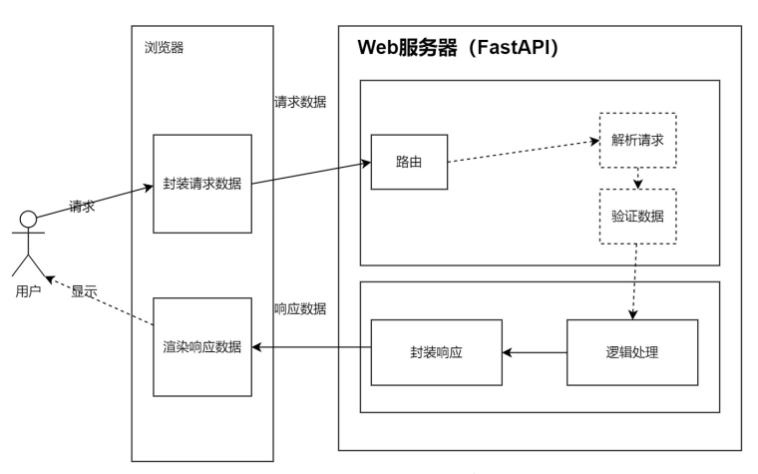 浏览器
Web服务器（FastAPI）
请求数据
解析请求
路由
封装请求数据
请求
验证数据
用户
显示
响应数据
渲染响应数据
封装响应
逻辑处理